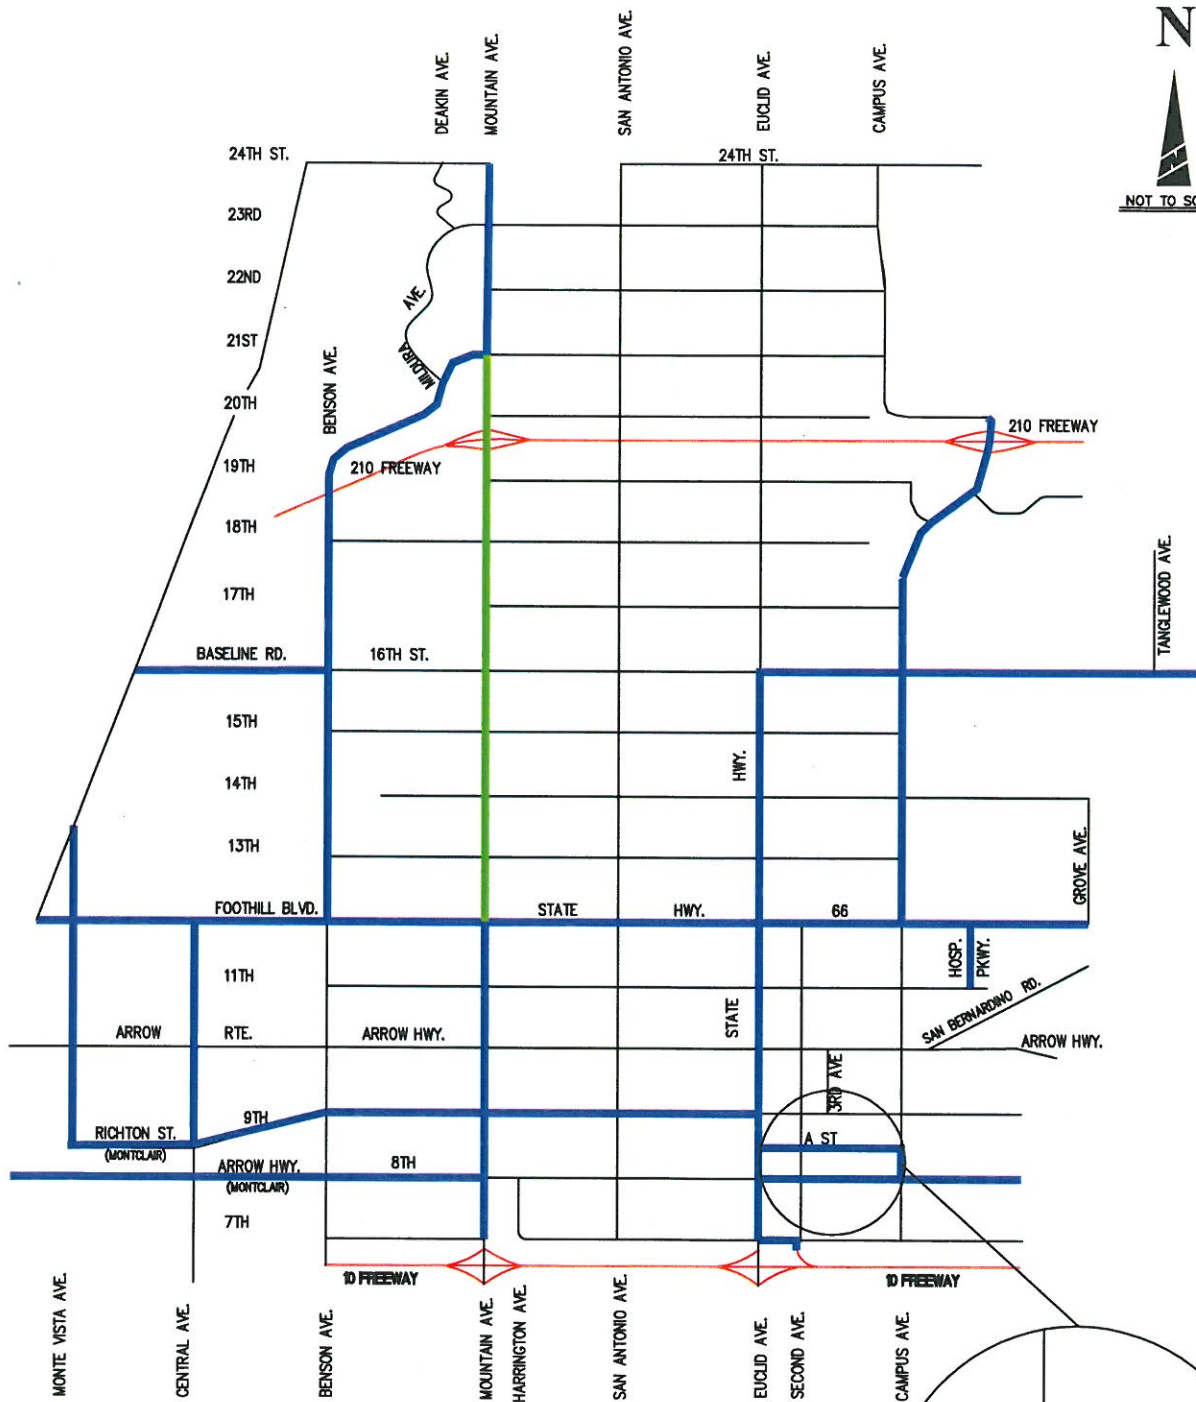 N
NOT TO SC
DEAKIN AVE.
MOUNTAIN AVE.
SAN ANTONIO AVE.
EUCLID AVE.
CAMPUS AVE.
24TH ST.
24TH ST.
23RD
22ND
AVE.
21ST
MILDURA
BENSON AVE.
20TH
210 FREEWAY
19TH
210 FREEWAY
18TH
TANGLEWOOD AVE.
17TH
BASELINE RD.
16TH ST.
15TH
HWY.
14TH
13TH
GROVE AVE.
FOOTHILL BLVD.
STATE
HWY.
66
11TH
HOSP.
PKWY.
SAN BERNARDINO RD.
STATE
ARROW
RTE.
ARROW HWY.
ARROW HWY.
3RD AVE
9TH
RICHTON ST.
(MONTCLAIR)
A ST
8TH
ARROW HWY.
(MONTCLAIR)
7TH
10 FREEWAY
10 FREEWAY
MONTE VISTA AVE.
CENTRAL AVE.
BENSON AVE.
MOUNTAIN AVE.
HARRINGTON AVE.
SAN ANTONIO AVE.
EUCLID AVE.
SECOND AVE.
CAMPUS AVE.